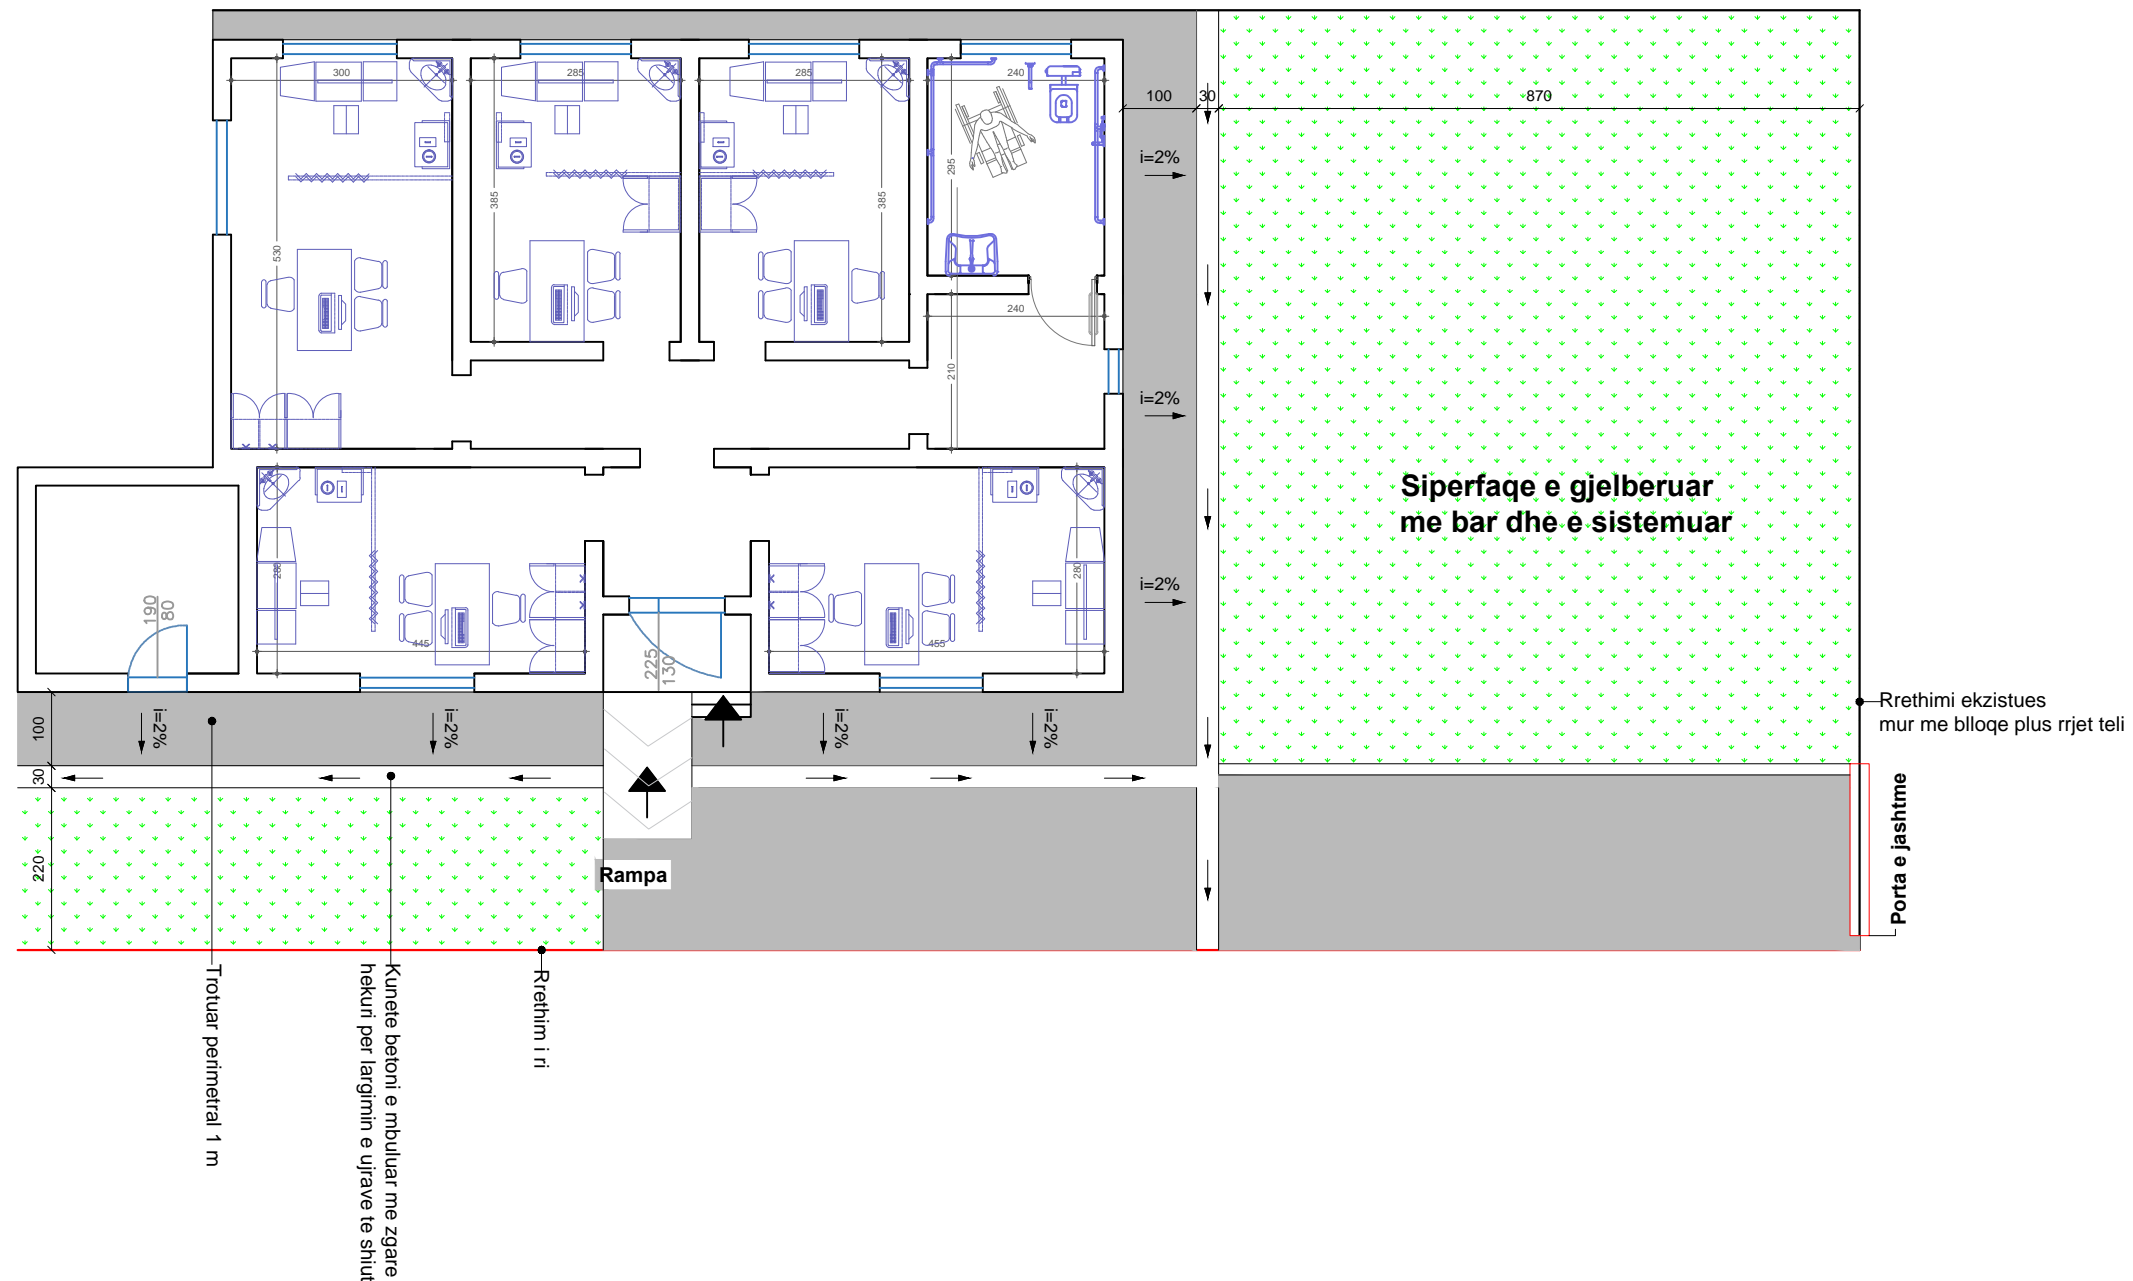 300
285
285
240
100
30
870
i=2%
295
385
385
530
240
210
i=2%
Siperfaqe e gjelberuar
me bar dhe e sistemuar
i=2%
280
280
190
80
445
225
130
455
Rrethimi ekzistues
mur me blloqe plus rrjet teli
100
i=2%
i=2%
i=2%
i=2%
30
220
Rampa
Porta e jashtme
Trotuar perimetral 1 m
Kunete betoni e mbuluar me zgare
hekuri per largimin e ujrave te shiut
Rrethim i ri